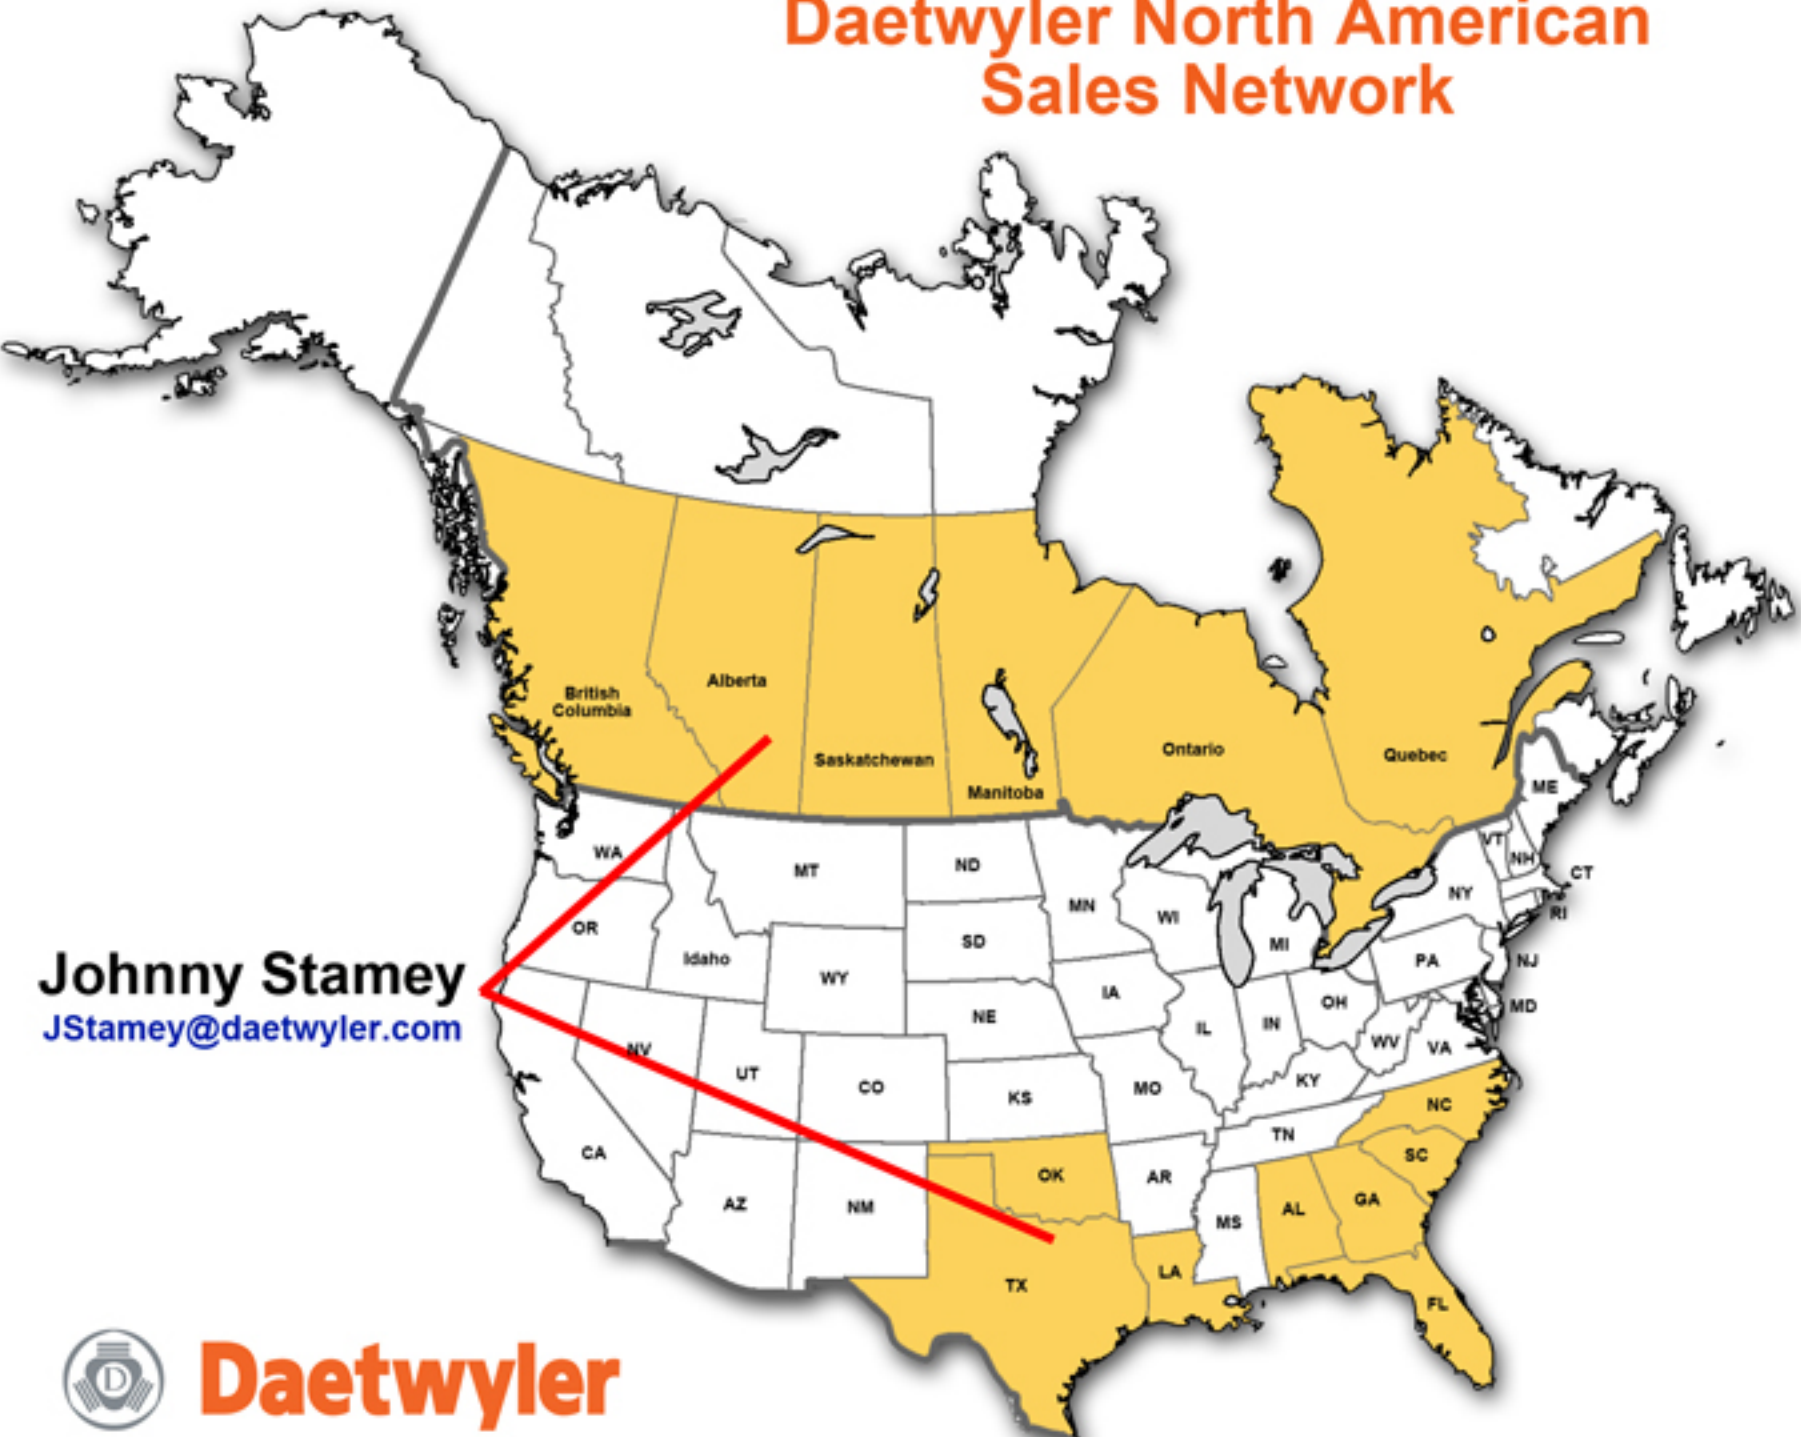 Daetwyler North American
Sales Network
British
Columbia
Alberta
Saskatchewan
Manitoba
Ontario
Quebec
ME
WA
MT
ND
MN
WI
MI
VT
NH
CT
NY
RI
OR
Idaho
WY
SD
IA
PA
NJ
Johnny Stamey
JStamey@daetwyler.com
NV
UT
CO
NE
IL
IN
OH
WV
MD
VA
KS
MO
KY
CA
AZ
NM
OK
AR
TN
NC
SC
MS
AL
GA
TX
LA
FL
D
Daetwyler